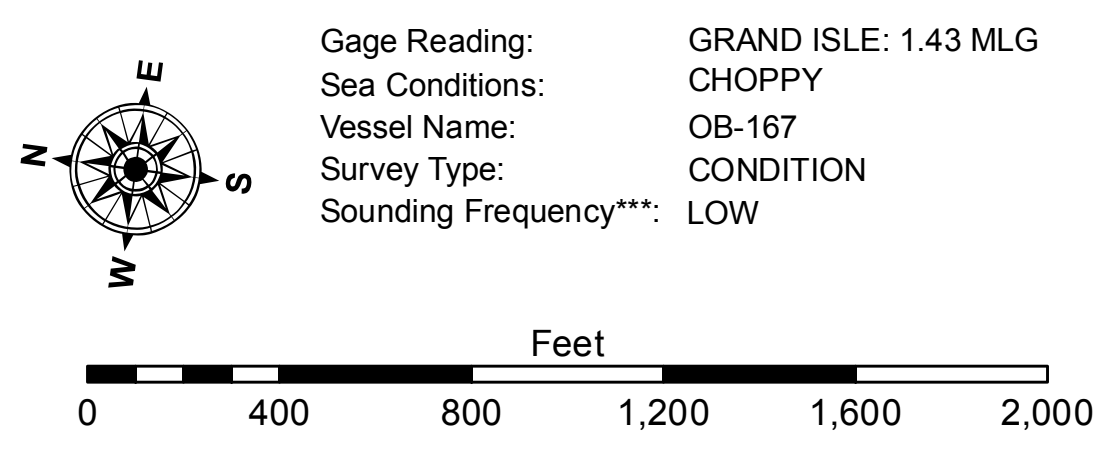 N
E
S
W
Gage Reading: GRAND ISLE: 1.43 MLG
Sea Conditions: CHOPPY
Vessel Name: OB-167
Survey Type: CONDITION
Sounding Frequency***: LOW
Feet
0 400 800 1,200 1,600 2,000